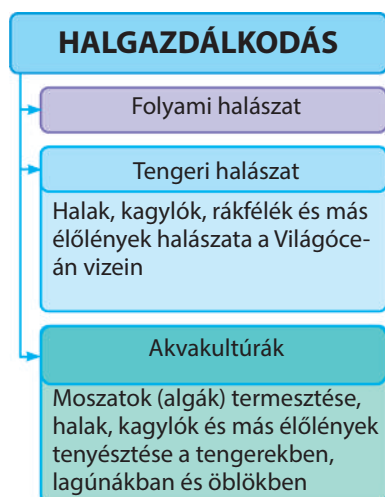 HALGAZDÁLKODÁS
Folyami halászat
Tengeri halászat
Halak, kagylók, rákfélék és más
élőlények halászata a Világóce-
án vizein
Akvakultúrák
Moszatok (algák) termesztése,
halak, kagylók és más élőlények
tenyésztése a tengerekben,
lagúnákban és öblökben